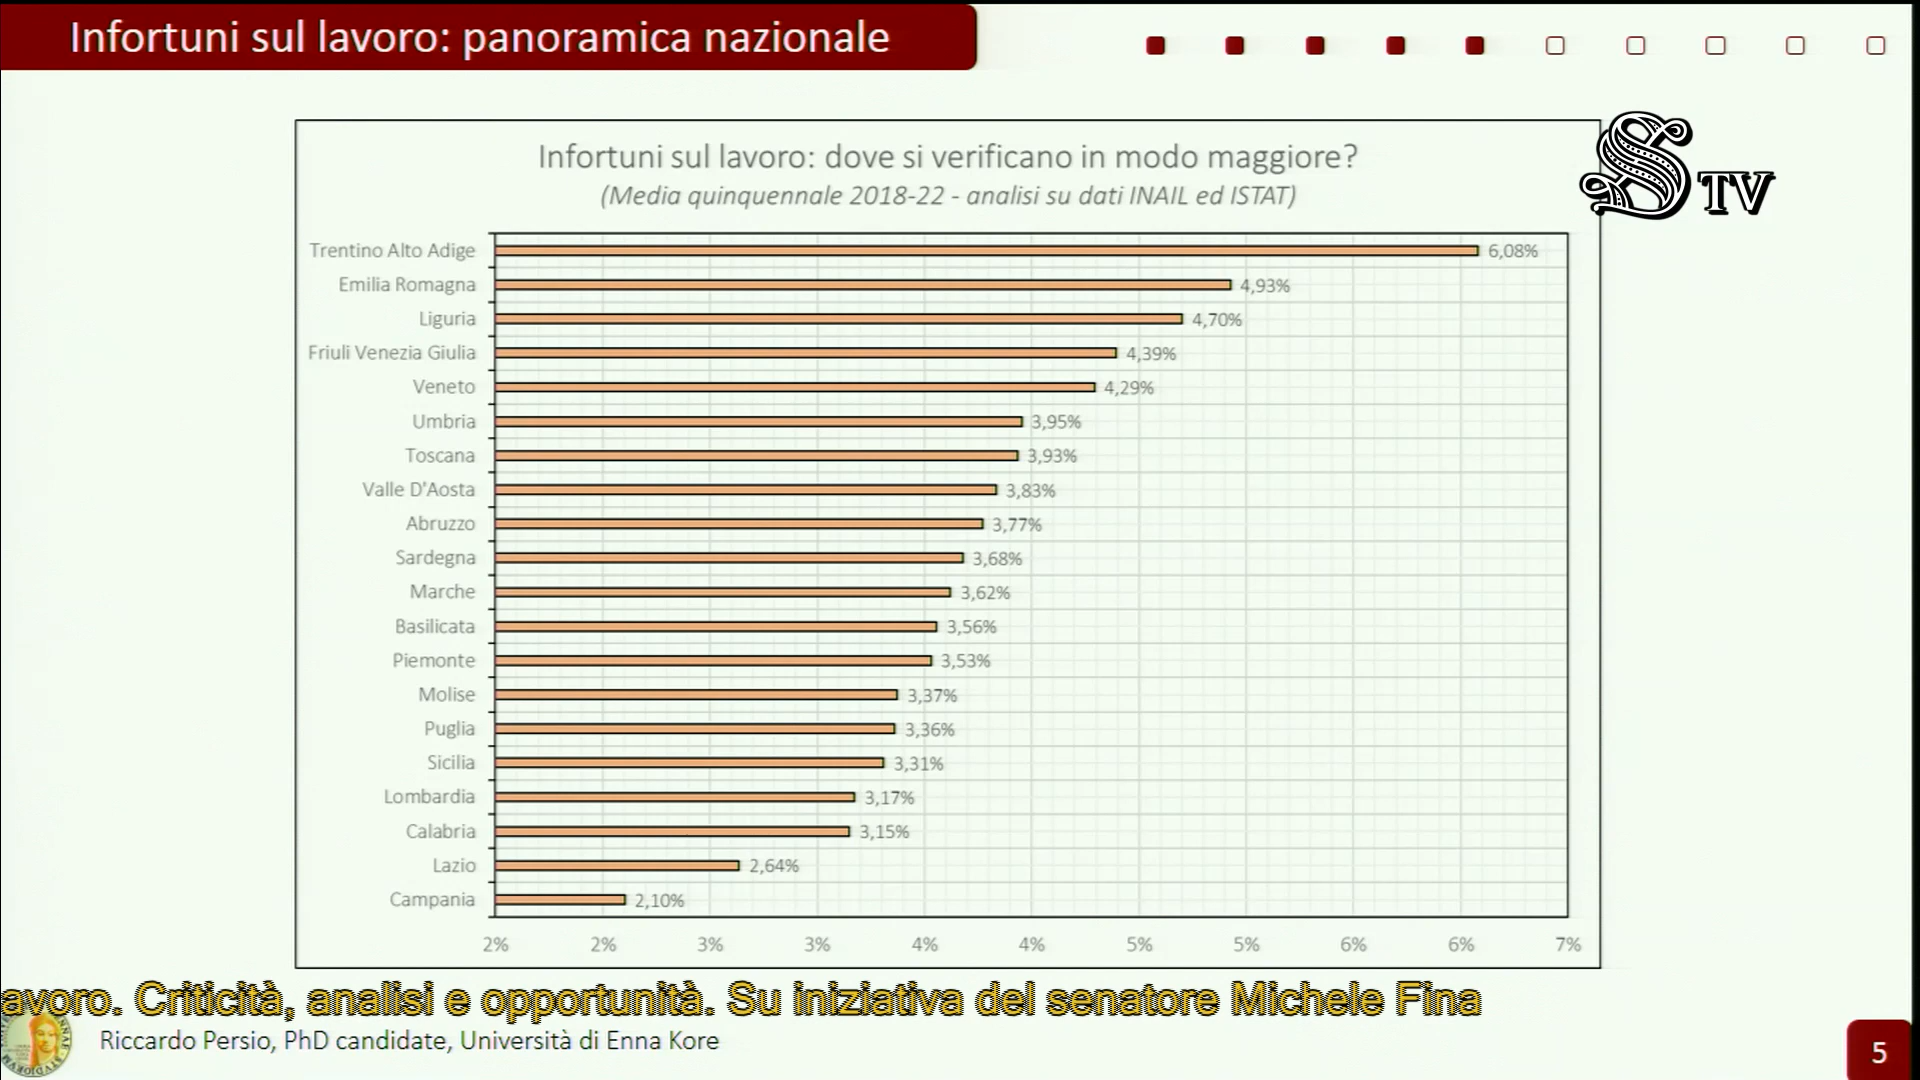 Infortuni sul lavoro: panoramica nazionale
S TV
Infortuni sul lavoro: dove si verificano in modo maggiore?
(Media quinquennale 2018-22 - analisi su dati INAIL ed ISTAT)
Trentino Alto Adige 6,08%
Emilia Romagna 4,93%
Liguria 4,70%
Friuli Venezia Giulia 4,39%
Veneto 4,29%
Umbria 3,95%
Toscana 3,93%
Valle D'Aosta 3,83%
Abruzzo 3,77%
Sardegna 3,68%
Marche 3,62%
Basilicata 3,56%
Piemonte 3,53%
Molise 3,37%
Puglia 3,36%
Sicilia 3,31%
Lombardia 3,17%
Calabria 3,15%
Lazio 2,64%
Campania 2,10%
2% 2% 3% 3% 4% 4% 5% 5% 6% 6% 7%
avoro. Criticità, analisi e opportunità. Su iniziativa del senatore Michele Fina
Riccardo Persio, PhD candidate, Università di Enna Kore
5